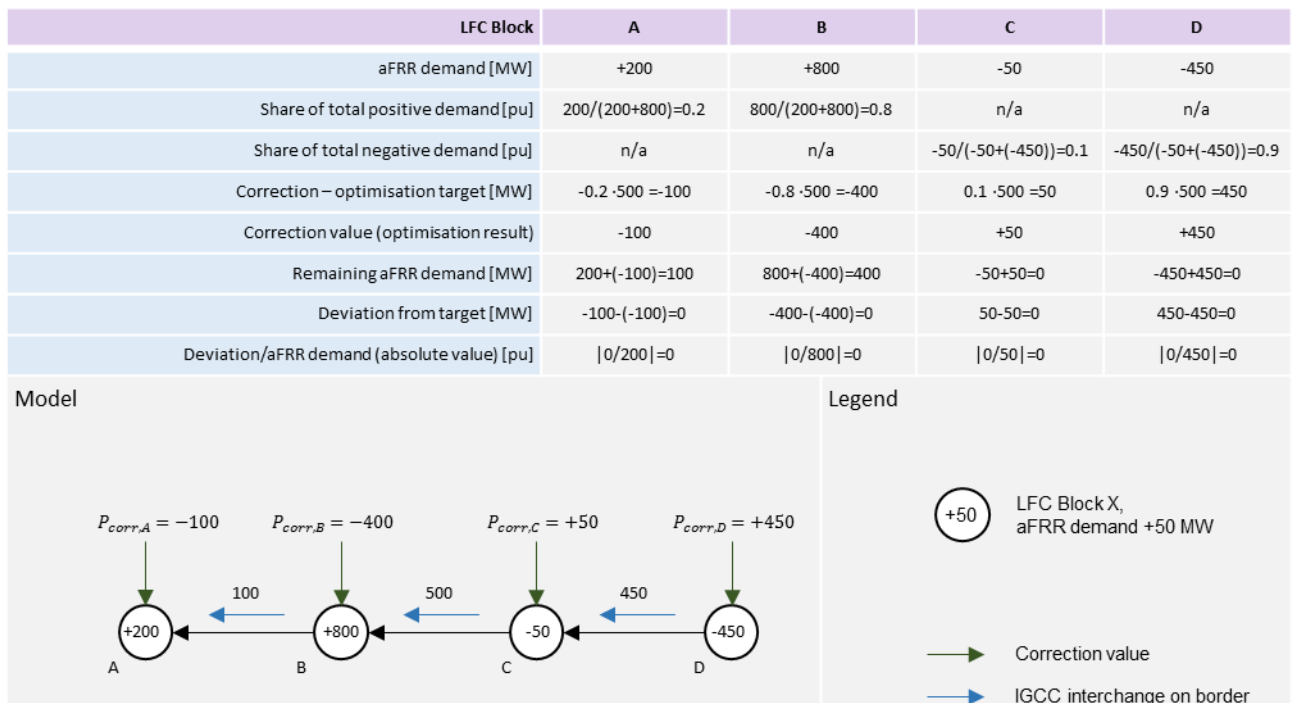 LFC Block A B C D
aFRR demand [MW] +200 +800 -50 -450
Share of total positive demand [pu] 200/(200+800)=0.2 800/(200+800)=0.8 n/a n/a
Share of total negative demand [pu] n/a n/a -50/(-50+(-450))=0.1 -450/(-50+(-450))=0.9
Correction – optimisation target [MW] -0.2 ·500 =-100 -0.8 ·500 =-400 0.1 ·500 =50 0.9 ·500 =450
Correction value (optimisation result) -100 -400 +50 +450
Remaining aFRR demand [MW] 200+(-100)=100 800+(-400)=400 -50+50=0 -450+450=0
Deviation from target [MW] -100-(-100)=0 -400-(-400)=0 50-50=0 450-450=0
Deviation/aFRR demand (absolute value) [pu] |0/200|=0 |0/800|=0 |0/50|=0 |0/450|=0
Model
P_corr,A = −100 P_corr,B = −400 P_corr,C = +50 P_corr,D = +450
100 500 450
+200 +800 -50 -450
A B C D
Legend
+50
LFC Block X,
aFRR demand +50 MW
Correction value
IGCC interchange on border